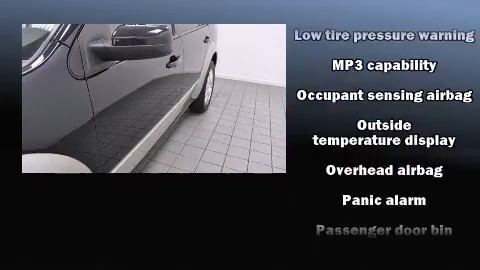 Low tire pressure warning
MP3 capability
Occupant sensing airbag
Outside
temperature display
Overhead airbag
Panic alarm
Passenger door bin